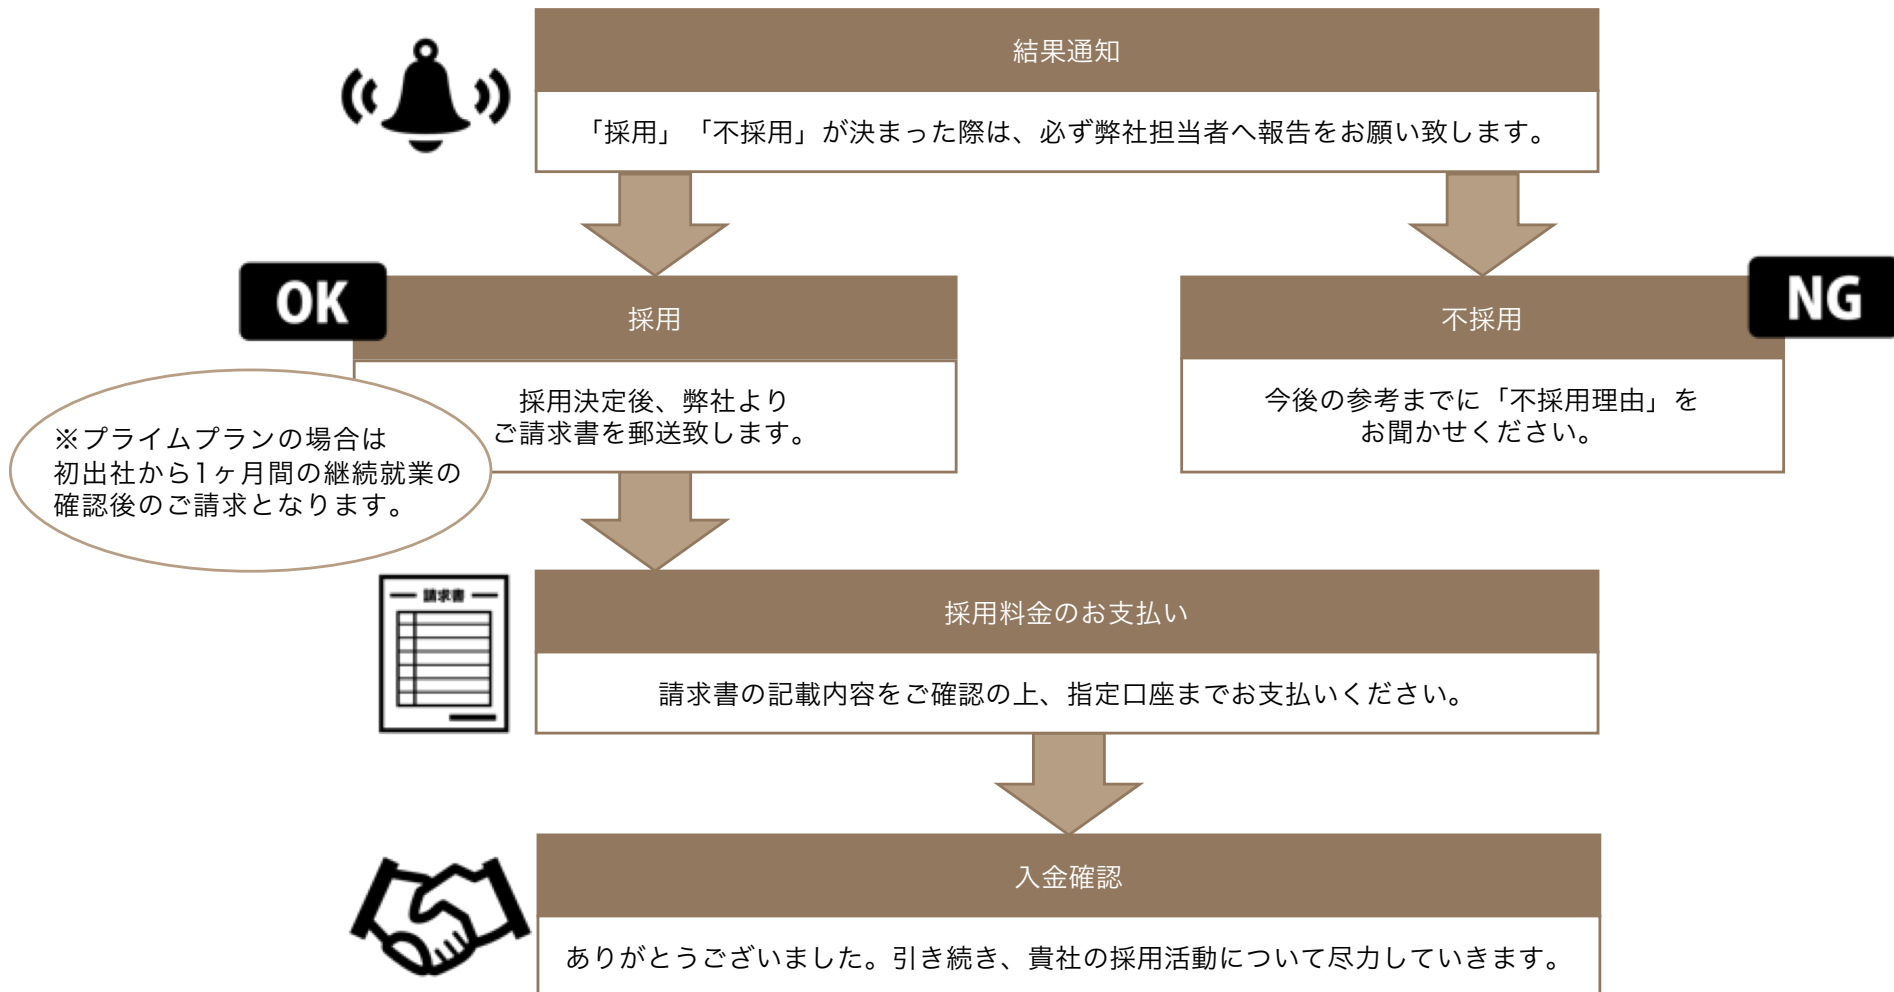 結果通知
「採用」「不採用」が決まった際は、必ず弊社担当者へ報告をお願い致します。
OK
採用
採用決定後、弊社より
ご請求書を郵送致します。
※プライムプランの場合は
初出社から1ヶ月間の継続就業の
確認後のご請求となります。
NG
不採用
今後の参考までに「不採用理由」を
お聞かせください。
請求書
採用料金のお支払い
請求書の記載内容をご確認の上、指定口座までお支払いください。
入金確認
ありがとうございました。引き続き、貴社の採用活動について尽力していきます。